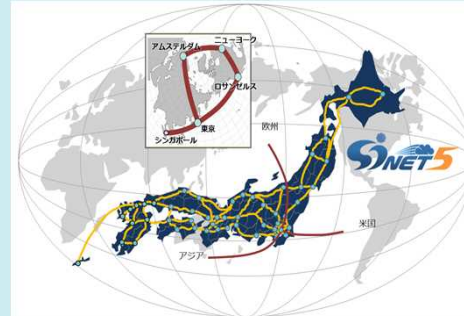 ニューヨーク
アムステルダム
ロサンゼルス
東京
シンガポール
欧州
SINET5
米国
アジア